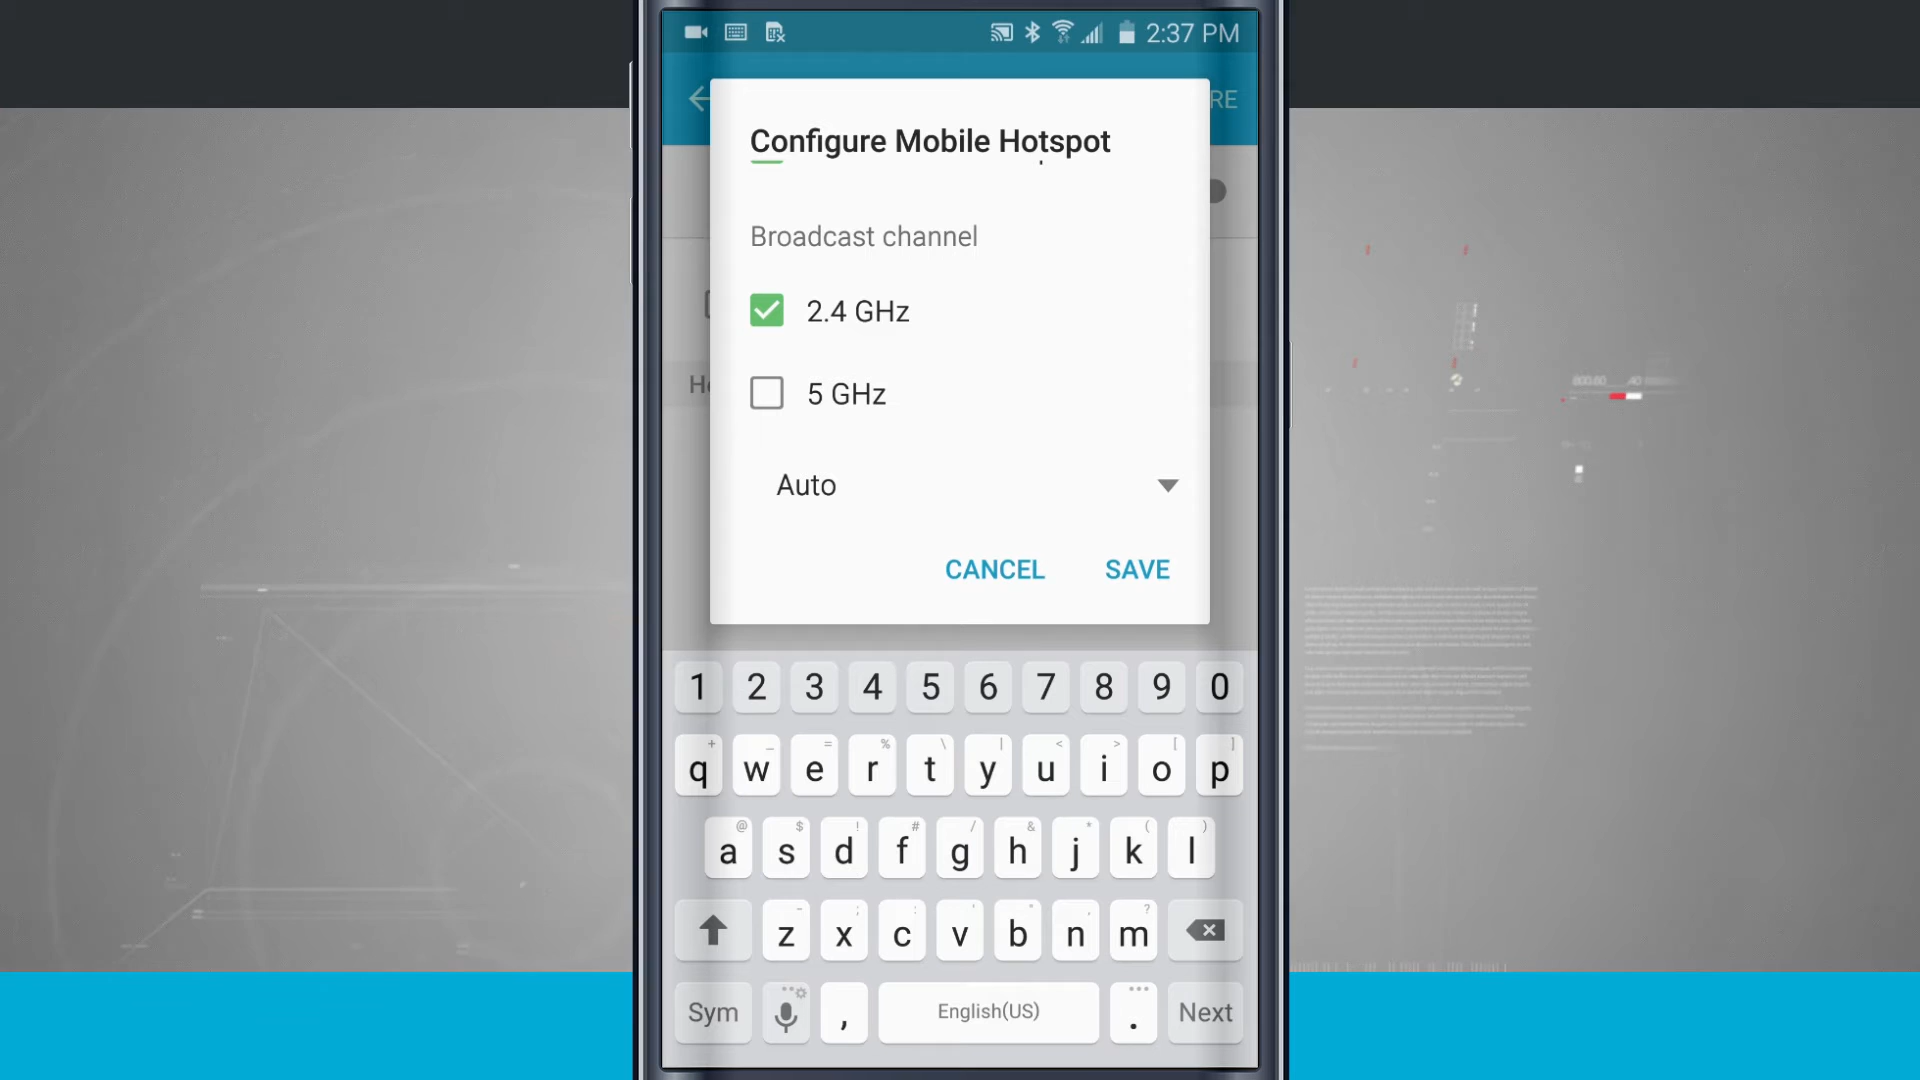 2:37 PM
RE
Configure Mobile Hotspot
Broadcast channel
2.4 GHz
5 GHz
Auto
CANCEL SAVE
1 2 3 4 5 6 7 8 9 0
+ _ = % \ | < > [ ]
q w e r t y u i o p
@ $ ! # / & * ( )
a s d f g h j k l
- ; : ' " , ?
z x c v b n m
Sym , English(US) . Next